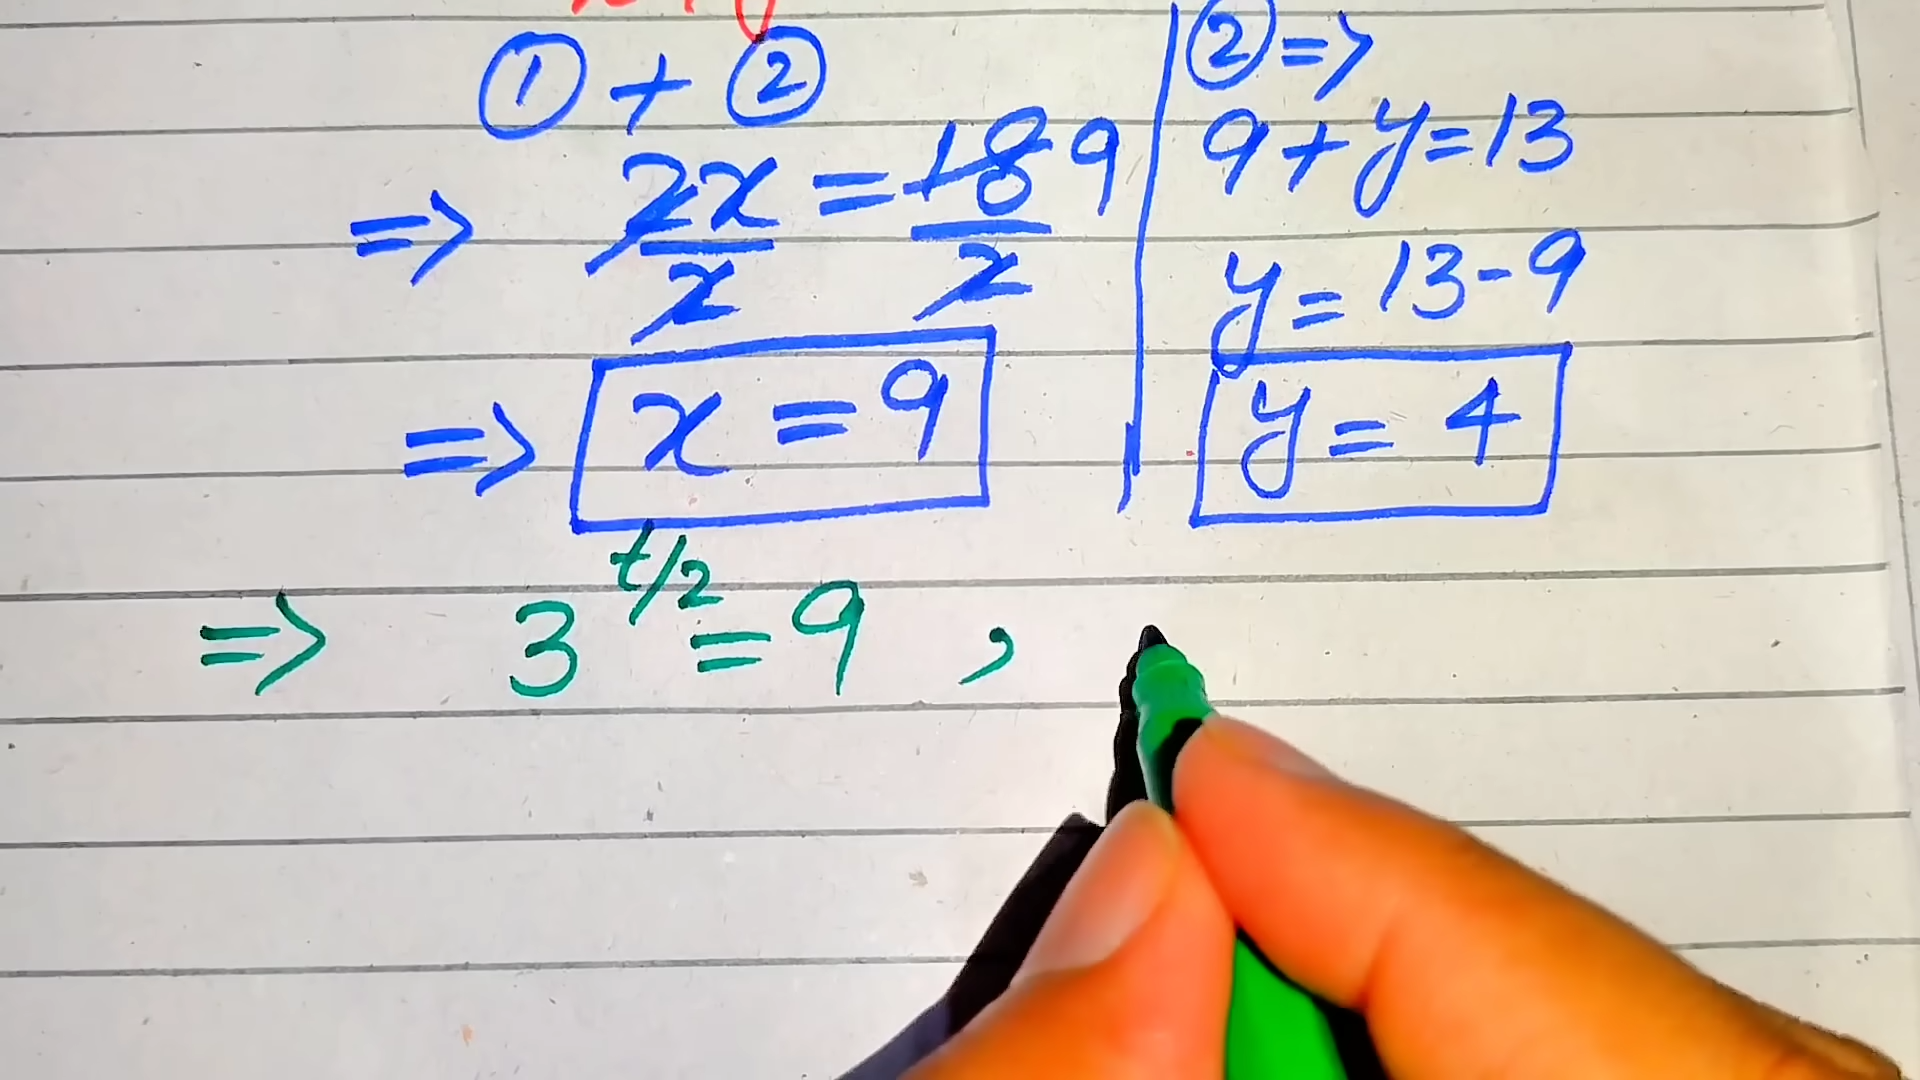 ① + ②
=> 2x/2 = 18/2 9
=> x = 9
② =>
9 + y = 13
y = 13 - 9
y = 4
=> 3^t/2 = 9 ,